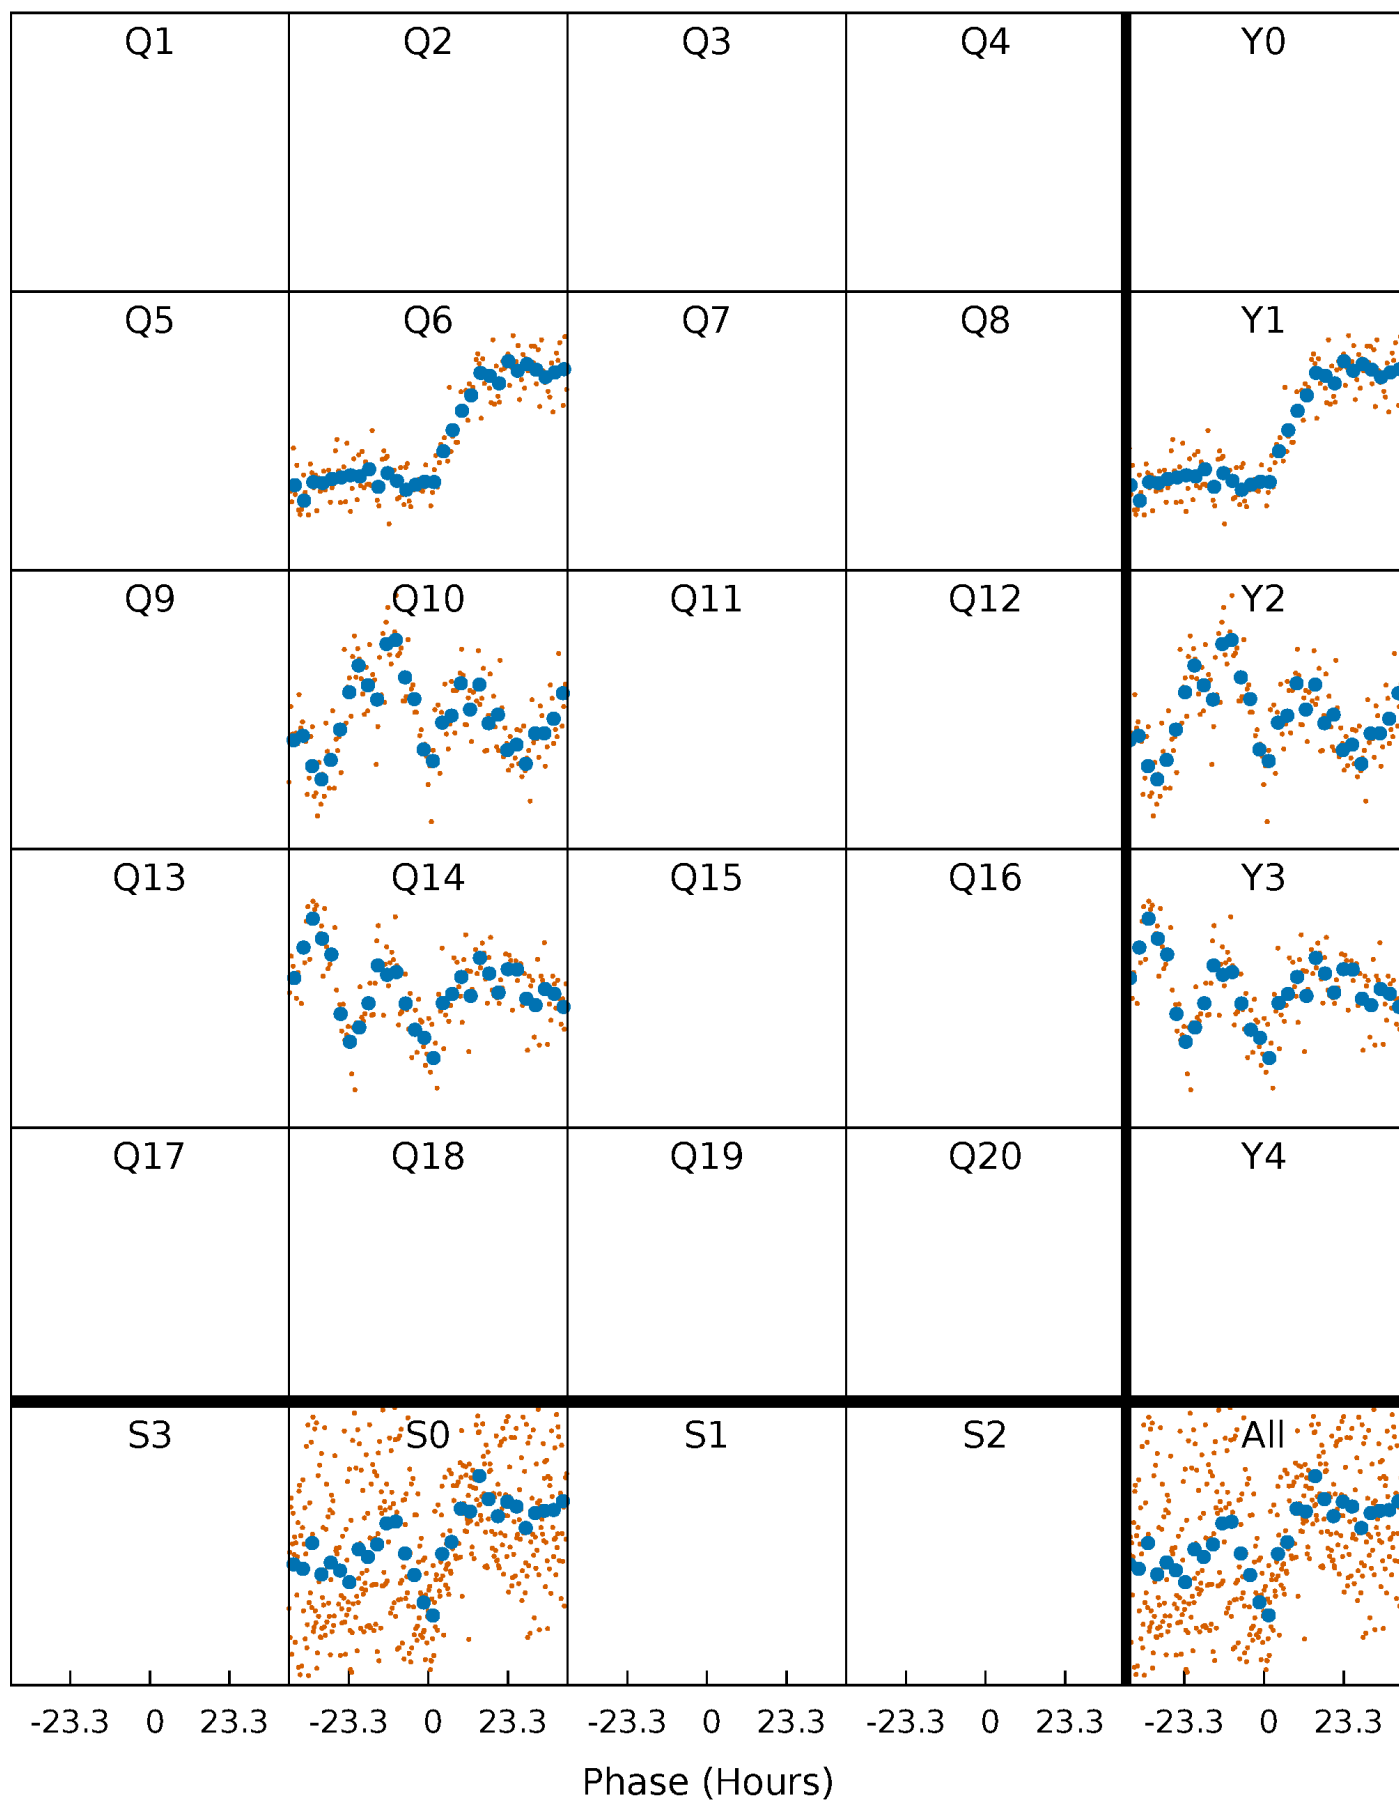 Q1 Q2 Q3 Q4 Y0
Q5 Q6 Q7 Q8 Y1
Q9 Q10 Q11 Q12 Y2
Q13 Q14 Q15 Q16 Y3
Q17 Q18 Q19 Q20 Y4
S3 S0 S1 S2 All
-23.3 0 23.3 -23.3 0 23.3 -23.3 0 23.3 -23.3 0 23.3 -23.3 0 23.3
Phase (Hours)